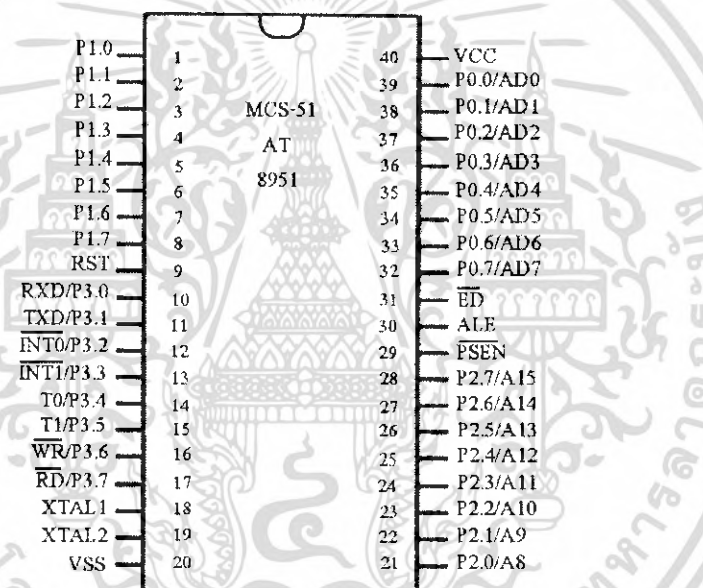 P1.0 1 40 VCC
P1.1 2 39 P0.0/AD0
P1.2 3 MCS-51 38 P0.1/AD1
P1.3 4 AT 37 P0.2/AD2
P1.4 5 8951 36 P0.3/AD3
P1.5 6 35 P0.4/AD4
P1.6 7 34 P0.5/AD5
P1.7 8 33 P0.6/AD6
RST 9 32 P0.7/AD7
RXD/P3.0 10 31 E̅D̅
TXD/P3.1 11 30 ALE
I̅N̅T̅0̅/P3.2 12 29 P̅S̅E̅N̅
I̅N̅T̅1̅/P3.3 13 28 P2.7/A15
T0/P3.4 14 27 P2.6/A14
T1/P3.5 15 26 P2.5/A13
W̅R̅/P3.6 16 25 P2.4/A12
R̅D̅/P3.7 17 24 P2.3/A11
XTAL1 18 23 P2.2/A10
XTAL2 19 22 P2.1/A9
VSS 20 21 P2.0/A8